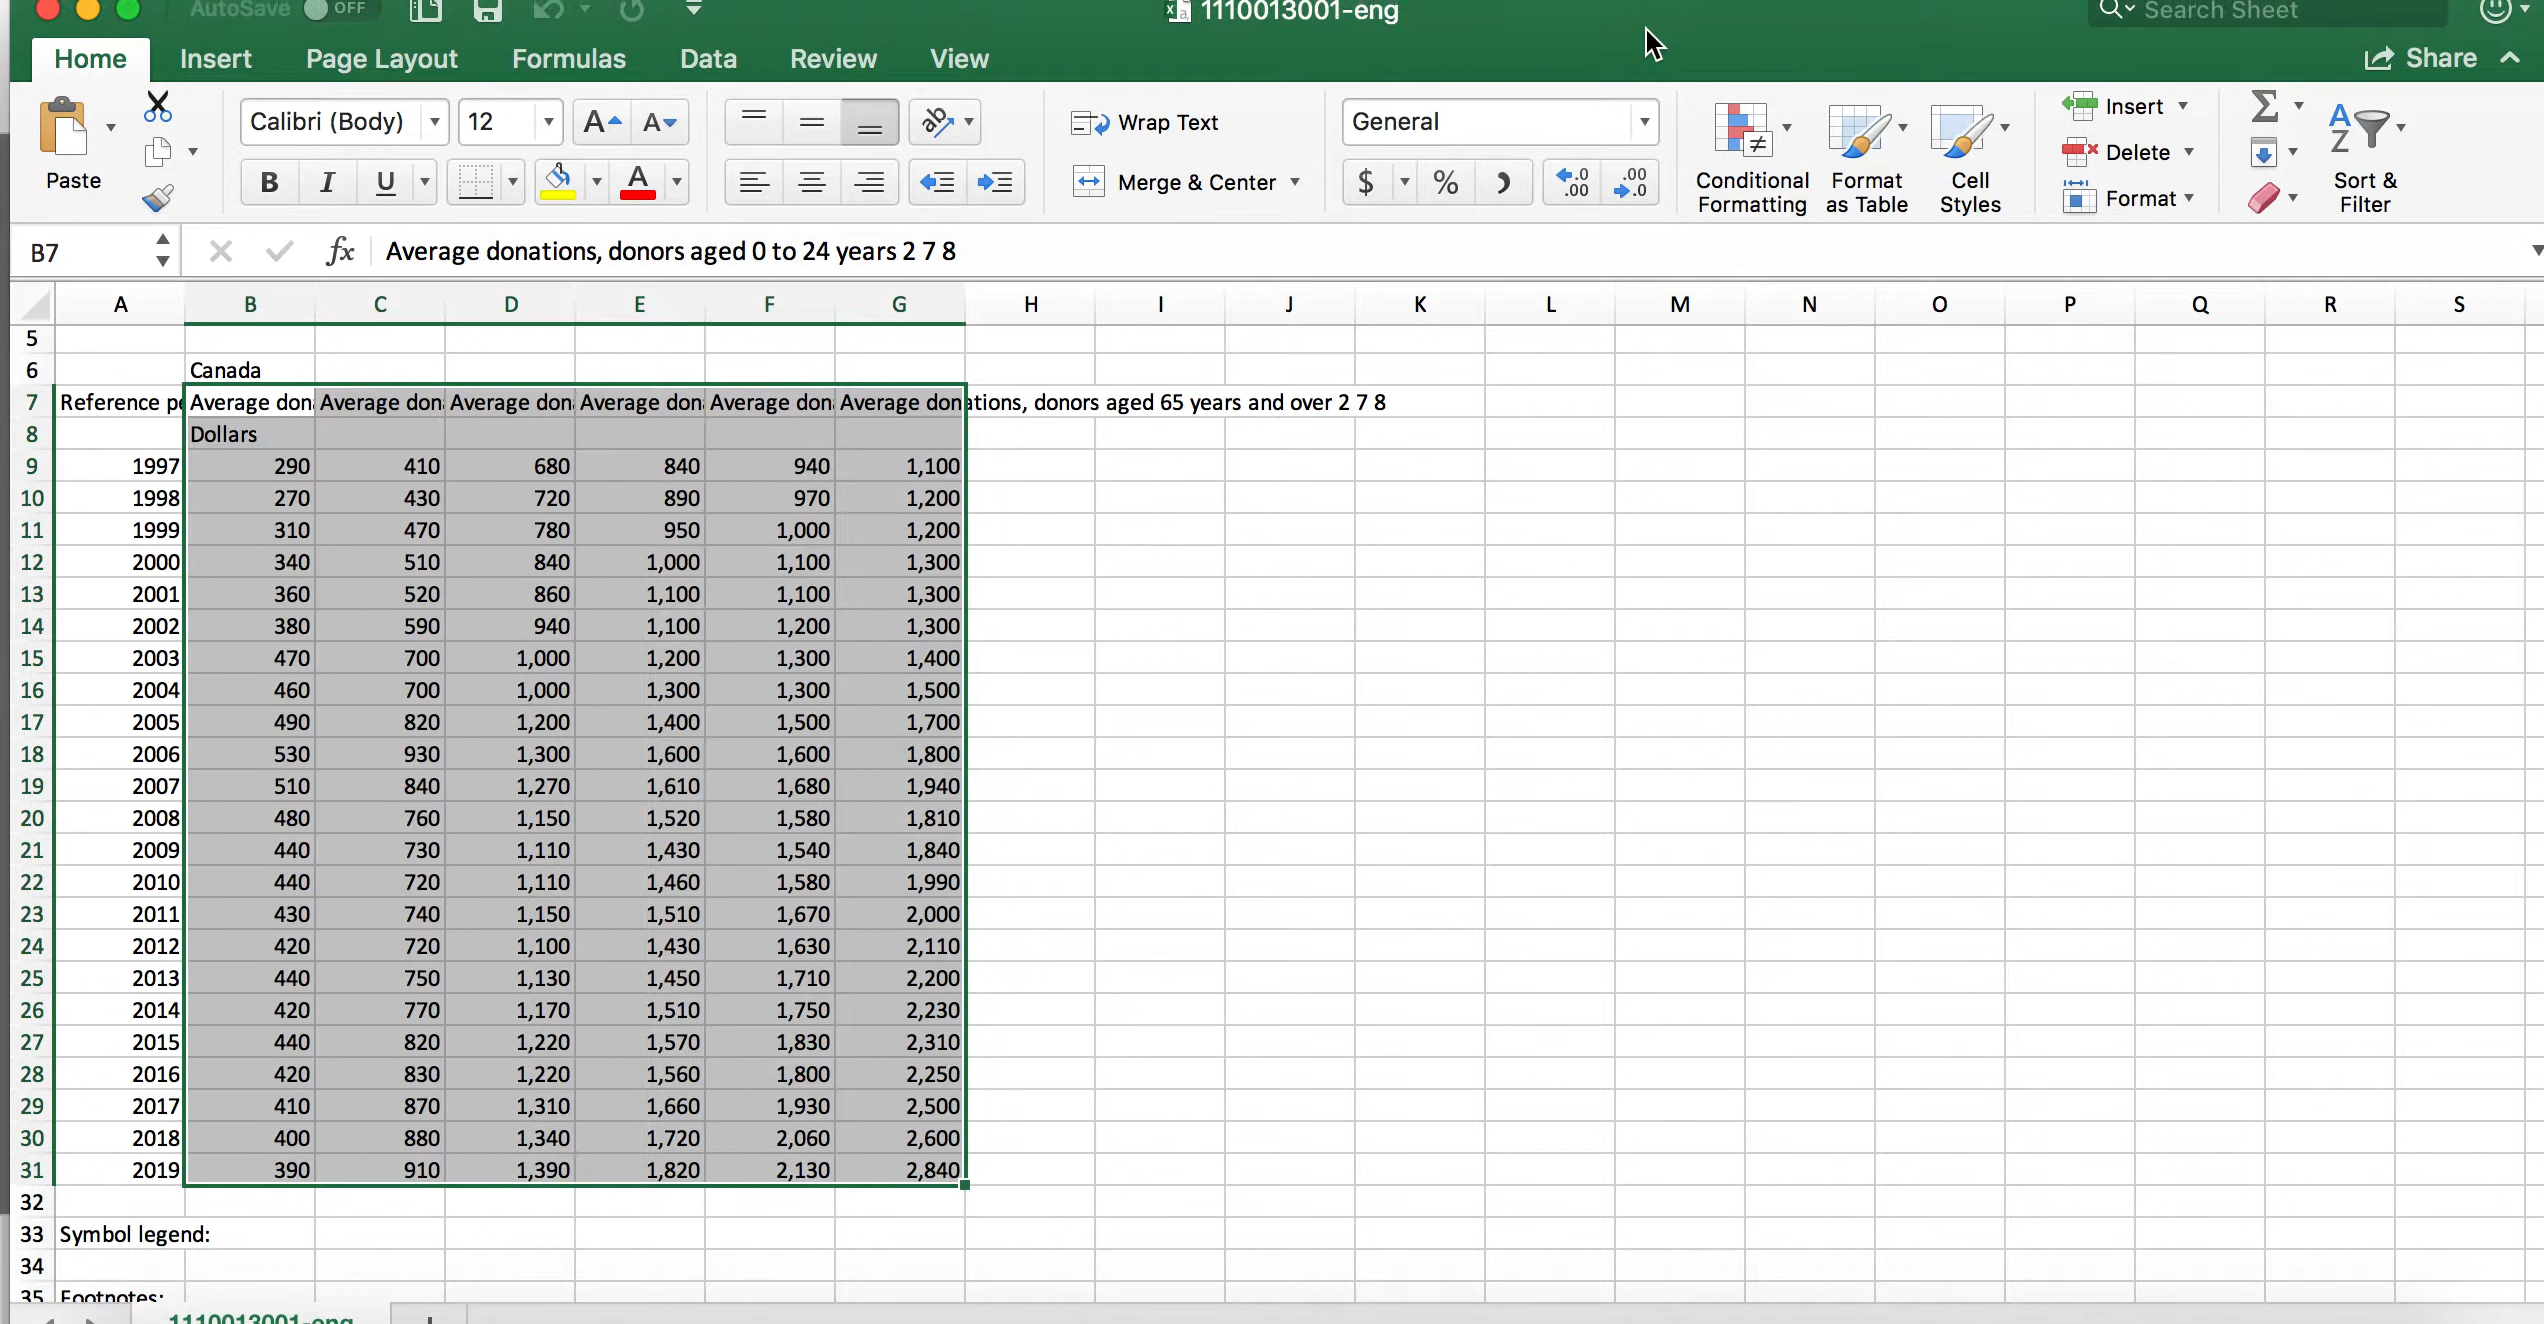 AutoSave OFF 1110013001-eng Search Sheet
Home Insert Page Layout Formulas Data Review View Share
Calibri (Body) 12 Wrap Text General Insert
Paste Merge & Center $ % Conditional Formatting Format as Table Cell Styles Delete Format Sort & Filter
B7 fx Average donations, donors aged 0 to 24 years 2 7 8
A B C D E F G H I J K L M N O P Q R S
5
6 Canada
7 Reference pe Average don Average don Average don Average don Average don Average donations, donors aged 65 years and over 2 7 8
8 Dollars
9 1997 290 410 680 840 940 1,100
10 1998 270 430 720 890 970 1,200
11 1999 310 470 780 950 1,000 1,200
12 2000 340 510 840 1,000 1,100 1,300
13 2001 360 520 860 1,100 1,100 1,300
14 2002 380 590 940 1,100 1,200 1,300
15 2003 470 700 1,000 1,200 1,300 1,400
16 2004 460 700 1,000 1,300 1,300 1,500
17 2005 490 820 1,200 1,400 1,500 1,700
18 2006 530 930 1,300 1,600 1,600 1,800
19 2007 510 840 1,270 1,610 1,680 1,940
20 2008 480 760 1,150 1,520 1,580 1,810
21 2009 440 730 1,110 1,430 1,540 1,840
22 2010 440 720 1,110 1,460 1,580 1,990
23 2011 430 740 1,150 1,510 1,670 2,000
24 2012 420 720 1,100 1,430 1,630 2,110
25 2013 440 750 1,130 1,450 1,710 2,200
26 2014 420 770 1,170 1,510 1,750 2,230
27 2015 440 820 1,220 1,570 1,830 2,310
28 2016 420 830 1,220 1,560 1,800 2,250
29 2017 410 870 1,310 1,660 1,930 2,500
30 2018 400 880 1,340 1,720 2,060 2,600
31 2019 390 910 1,390 1,820 2,130 2,840
32
33 Symbol legend:
34
35 Footnotes:
1110013001-eng